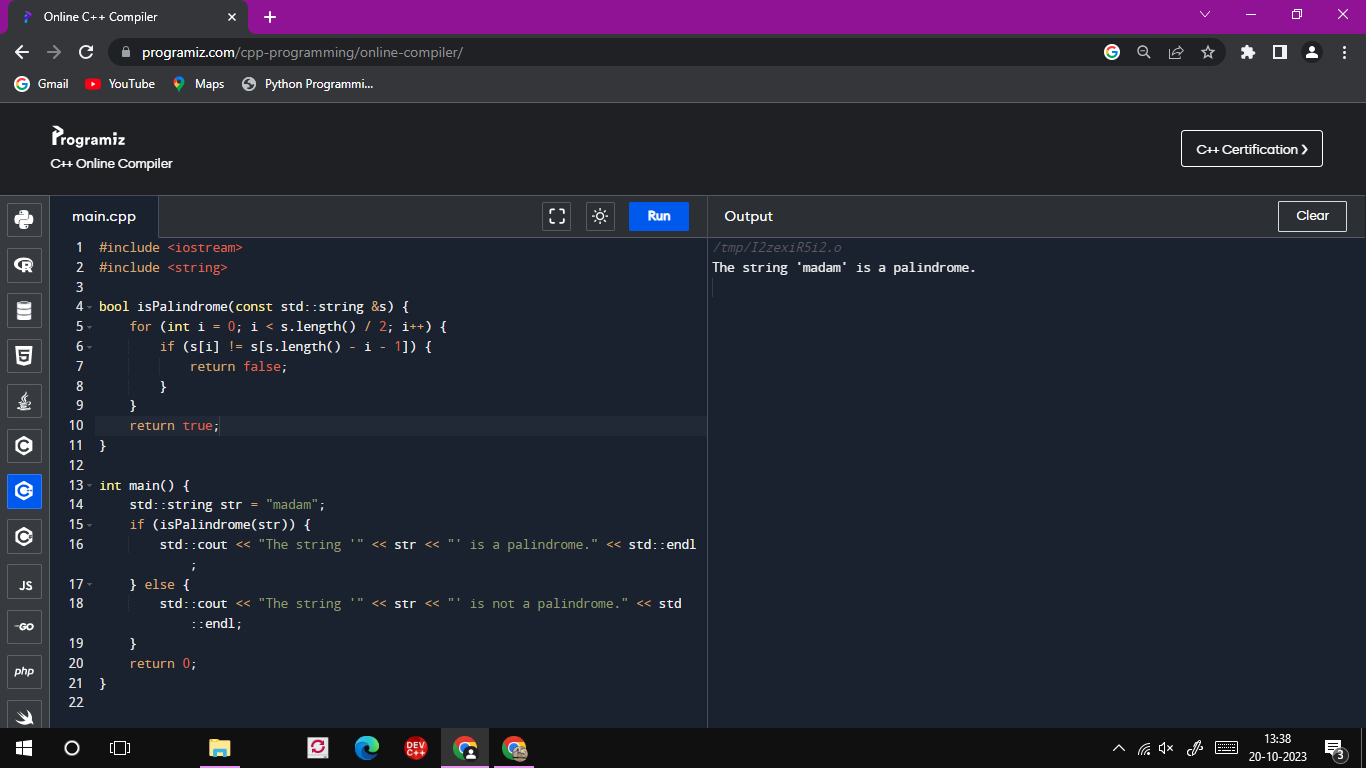 Online C++ Compiler
programiz.com/cpp-programming/online-compiler/
Gmail YouTube Maps Python Programmi...
Programiz
C++ Online Compiler
C++ Certification ❯
main.cpp
Run
Output
Clear
1 #include <iostream>
2 #include <string>
3
4 bool isPalindrome(const std::string &s) {
5     for (int i = 0; i < s.length() / 2; i++) {
6         if (s[i] != s[s.length() - i - 1]) {
7             return false;
8         }
9     }
10     return true;
11 }
12
13 int main() {
14     std::string str = "madam";
15     if (isPalindrome(str)) {
16         std::cout << "The string '" << str << "' is a palindrome." << std::endl
;
17     } else {
18         std::cout << "The string '" << str << "' is not a palindrome." << std
::endl;
19     }
20     return 0;
21 }
22
/tmp/I2zexiR5i2.o
The string 'madam' is a palindrome.
JS
GO
php
DEV
C++
13:38
20-10-2023
3